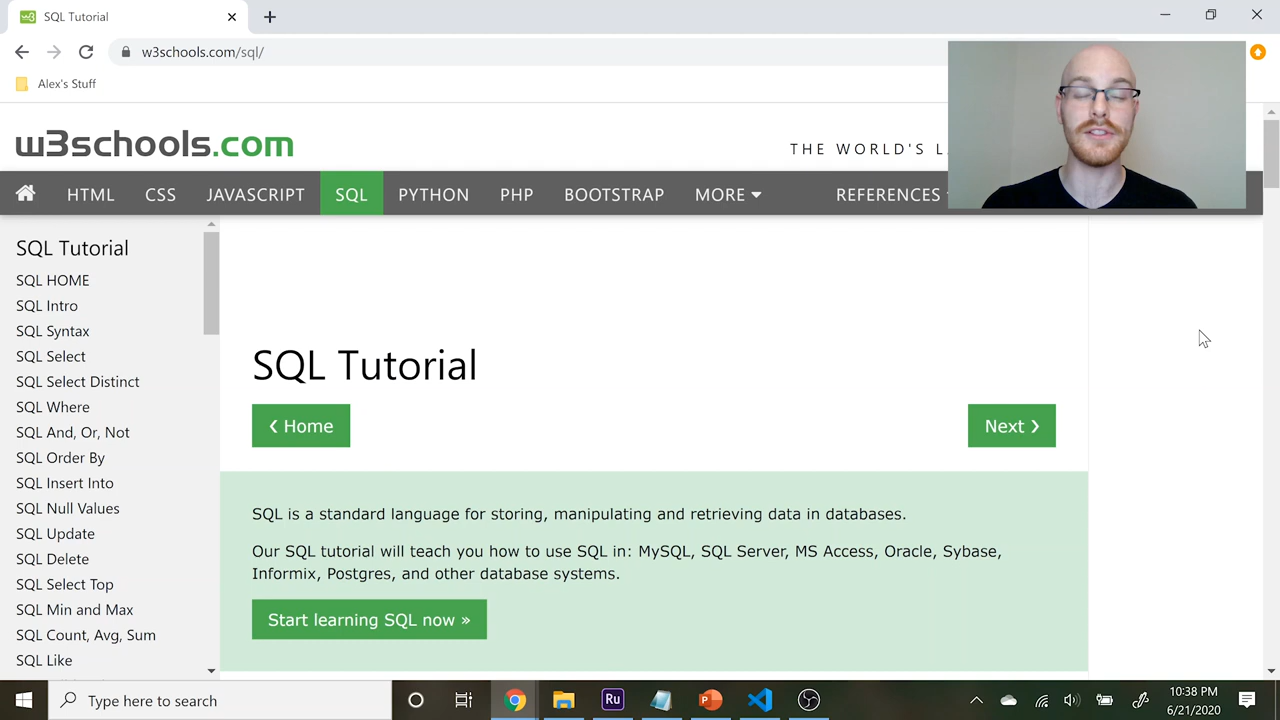 SQL Tutorial
w3schools.com/sql/
Alex's Stuff
w3schools.com
THE WORLD'S
HTML CSS JAVASCRIPT SQL PYTHON PHP BOOTSTRAP MORE REFERENCES
SQL Tutorial
SQL HOME
SQL Intro
SQL Syntax
SQL Select
SQL Select Distinct
SQL Where
SQL And, Or, Not
SQL Order By
SQL Insert Into
SQL Null Values
SQL Update
SQL Delete
SQL Select Top
SQL Min and Max
SQL Count, Avg, Sum
SQL Like
SQL Tutorial
❮ Home
Next ❯
SQL is a standard language for storing, manipulating and retrieving data in databases.
Our SQL tutorial will teach you how to use SQL in: MySQL, SQL Server, MS Access, Oracle, Sybase,
Informix, Postgres, and other database systems.
Start learning SQL now »
Type here to search
Ru
10:38 PM
6/21/2020